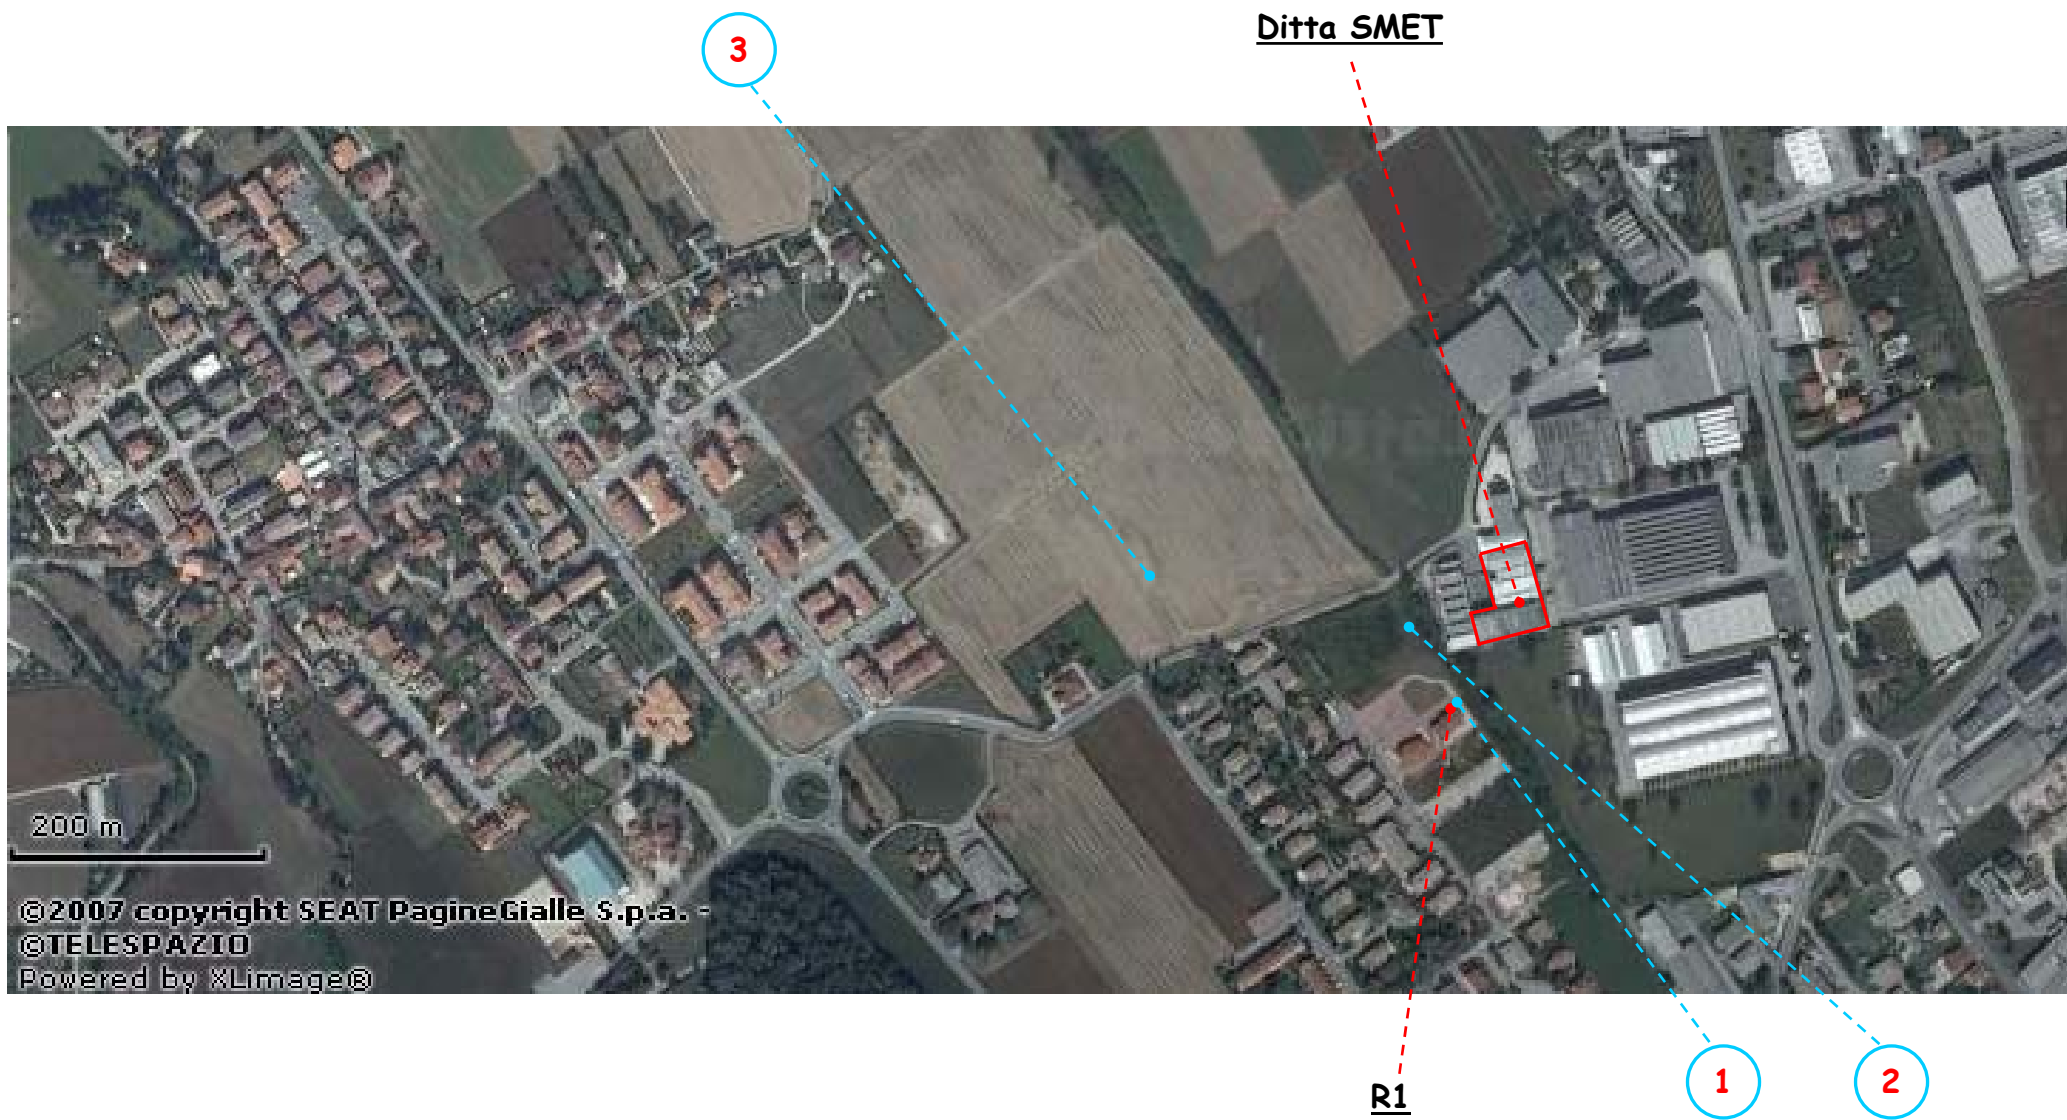 Ditta SMET
3
200 m
©2007 copyright SEAT PagineGialle S.p.a. -
©TELESPAZIO
Powered by XLimage®
R1
1
2